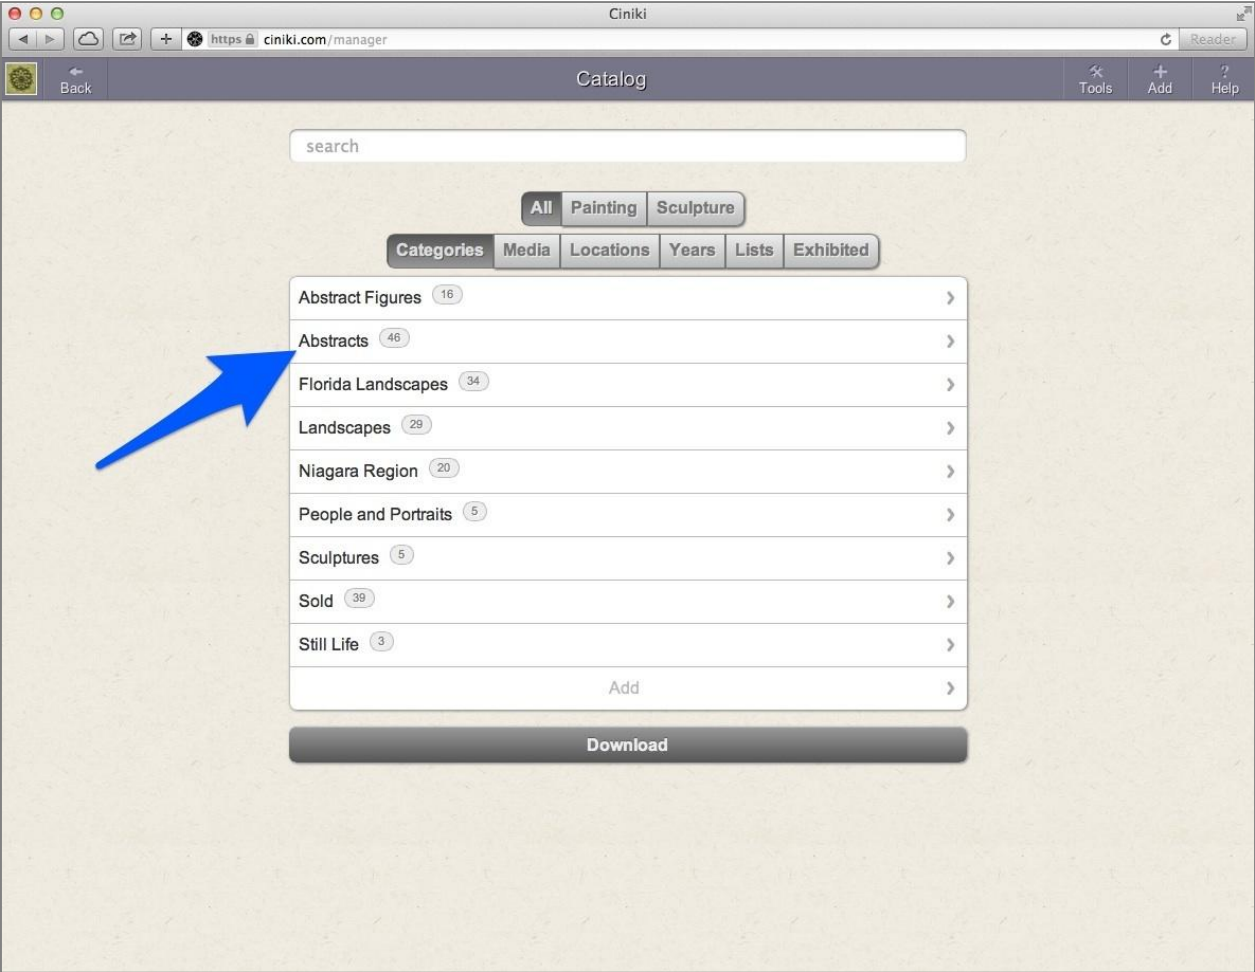 Ciniki
https ciniki.com/manager
Reader
Back
Catalog
Tools
Add
Help
search
All Painting Sculpture
Categories Media Locations Years Lists Exhibited
Abstract Figures 16
Abstracts 46
Florida Landscapes 34
Landscapes 29
Niagara Region 20
People and Portraits 5
Sculptures 5
Sold 39
Still Life 3
Add
Download